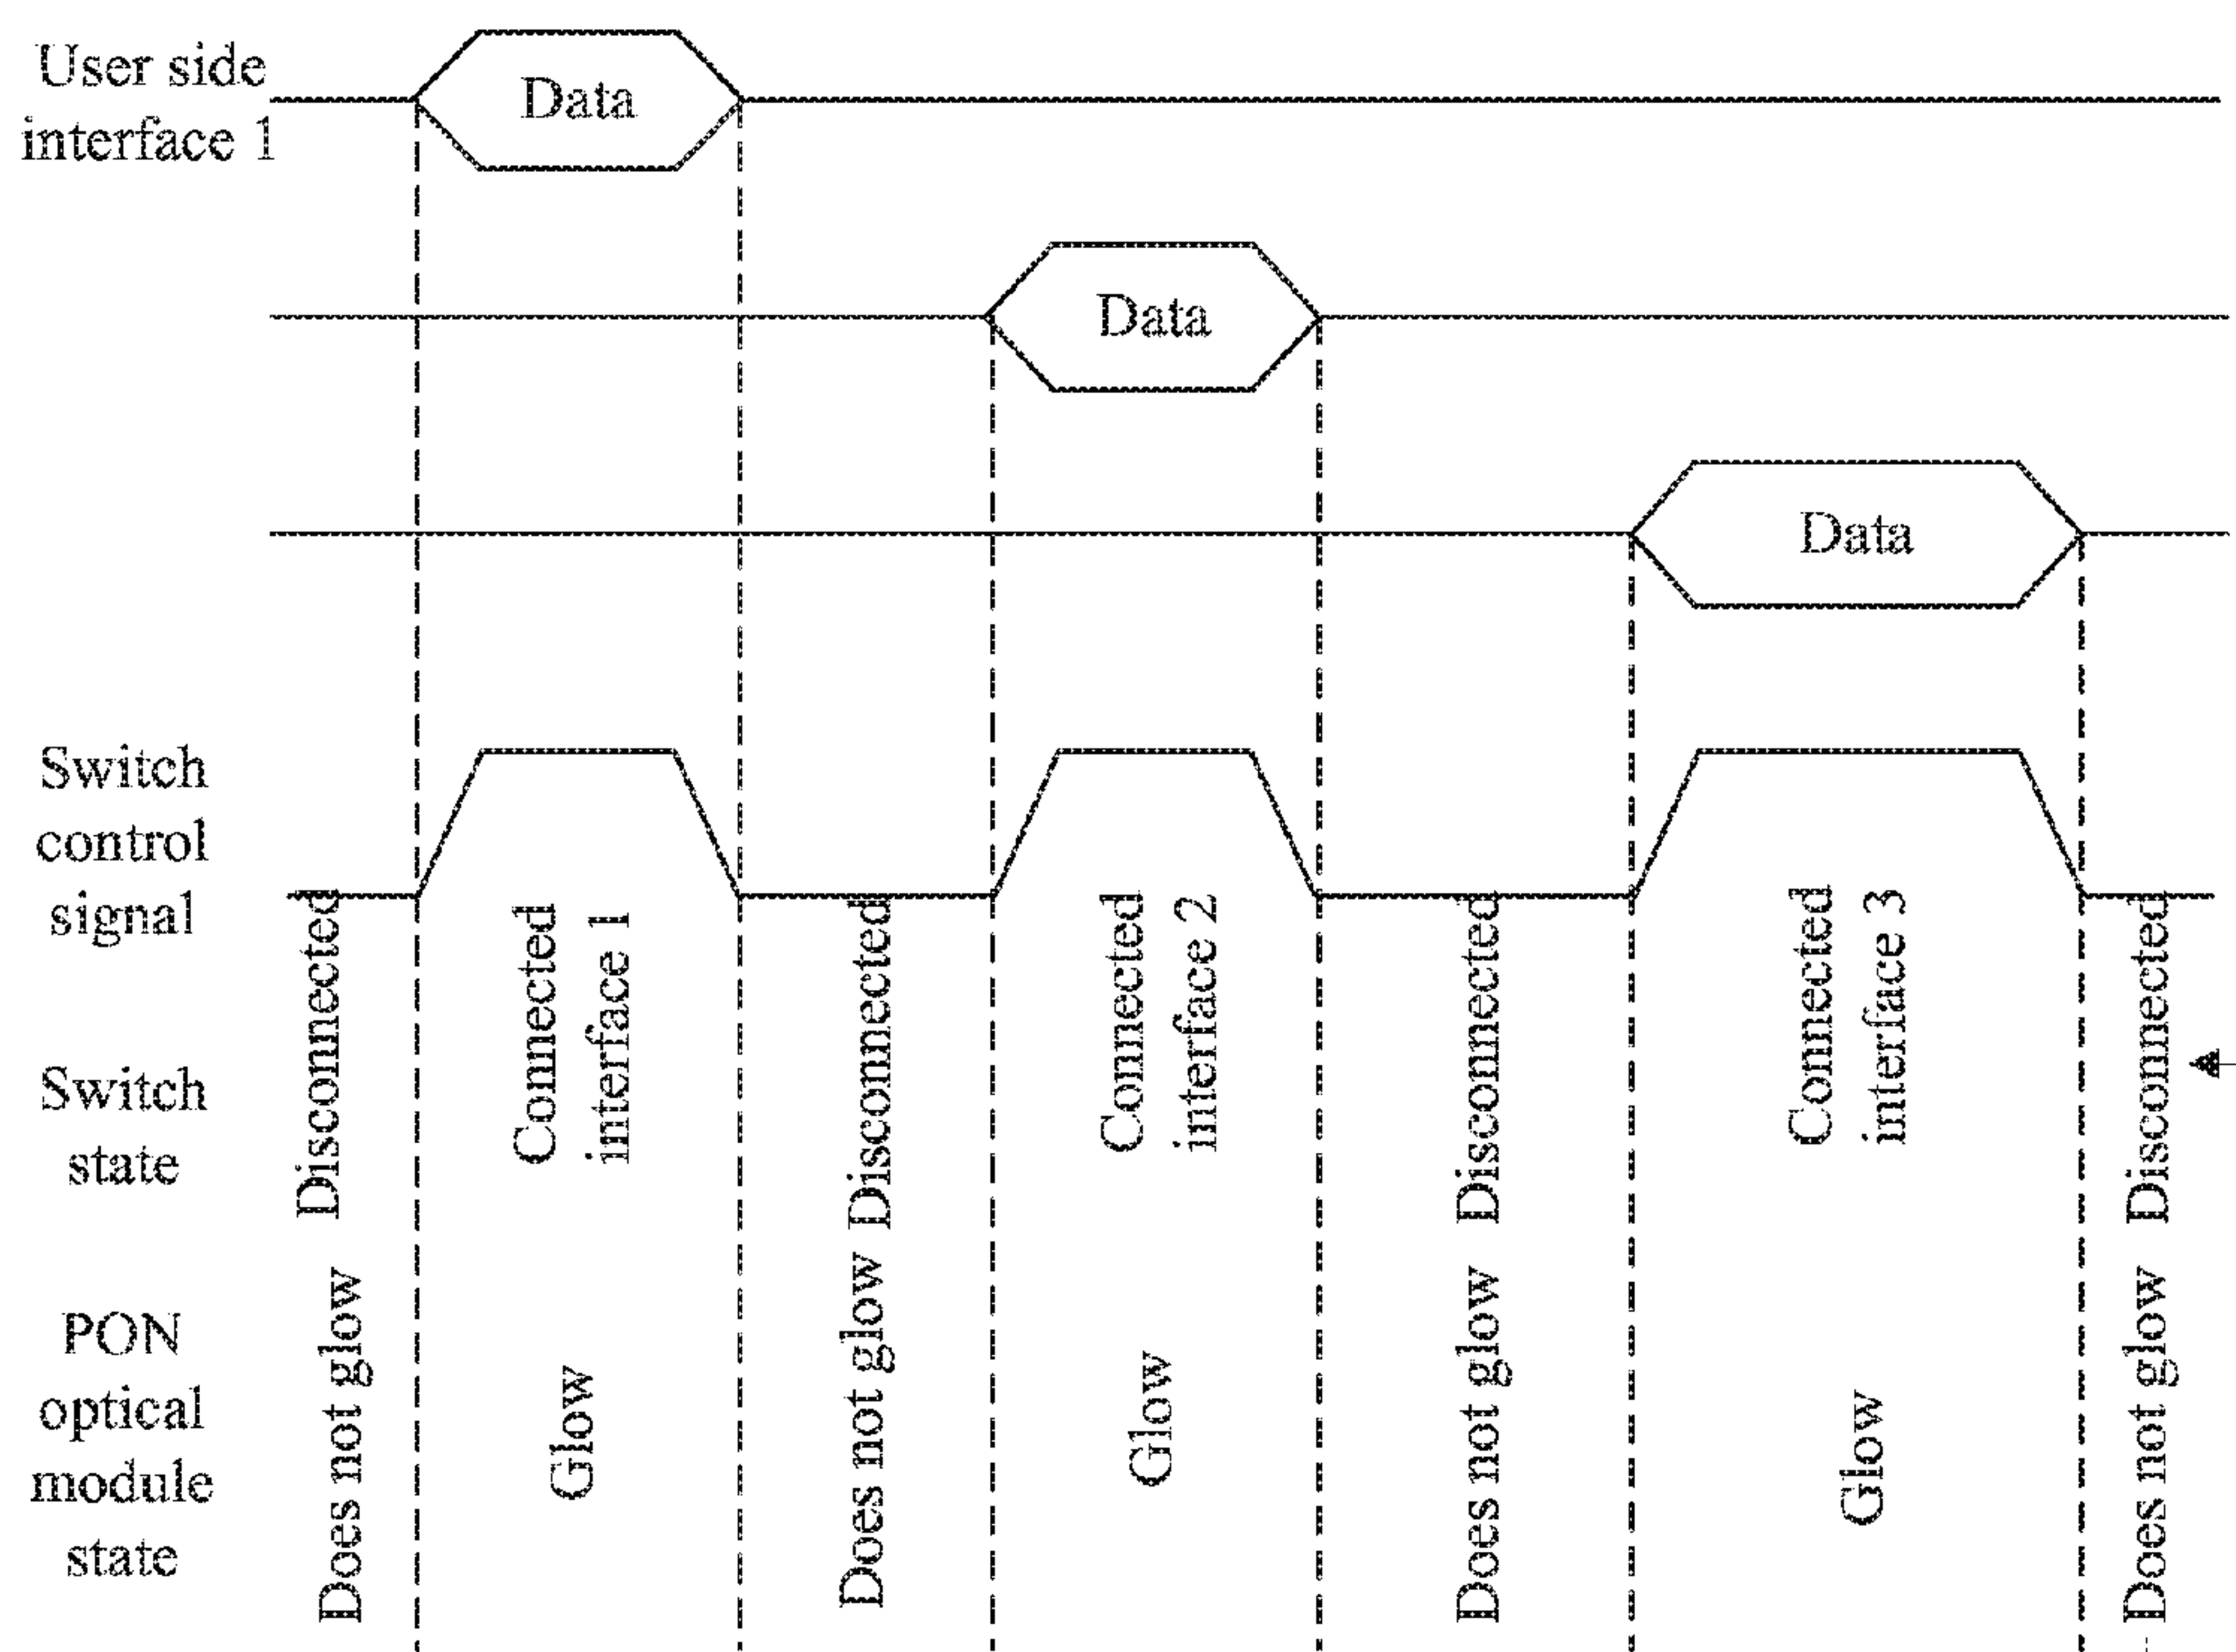 User side
interface 1
Data
Data
Data
Switch
control
signal
Switch
state
Disconnected
Connected
interface 1
Disconnected
Connected
interface 2
Disconnected
Connected
interface 3
Disconnected
PON
optical
module
state
Does not glow
Glow
Does not glow
Glow
Does not glow
Glow
Does not glow